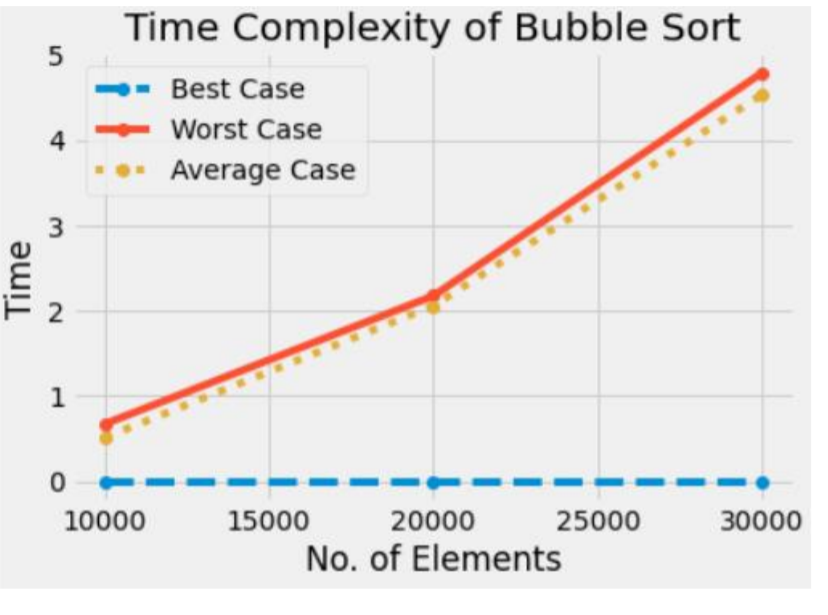 Time Complexity of Bubble Sort
5
Best Case
Worst Case
4
Average Case
3
Time
2
1
0
10000 15000 20000 25000 30000
No. of Elements